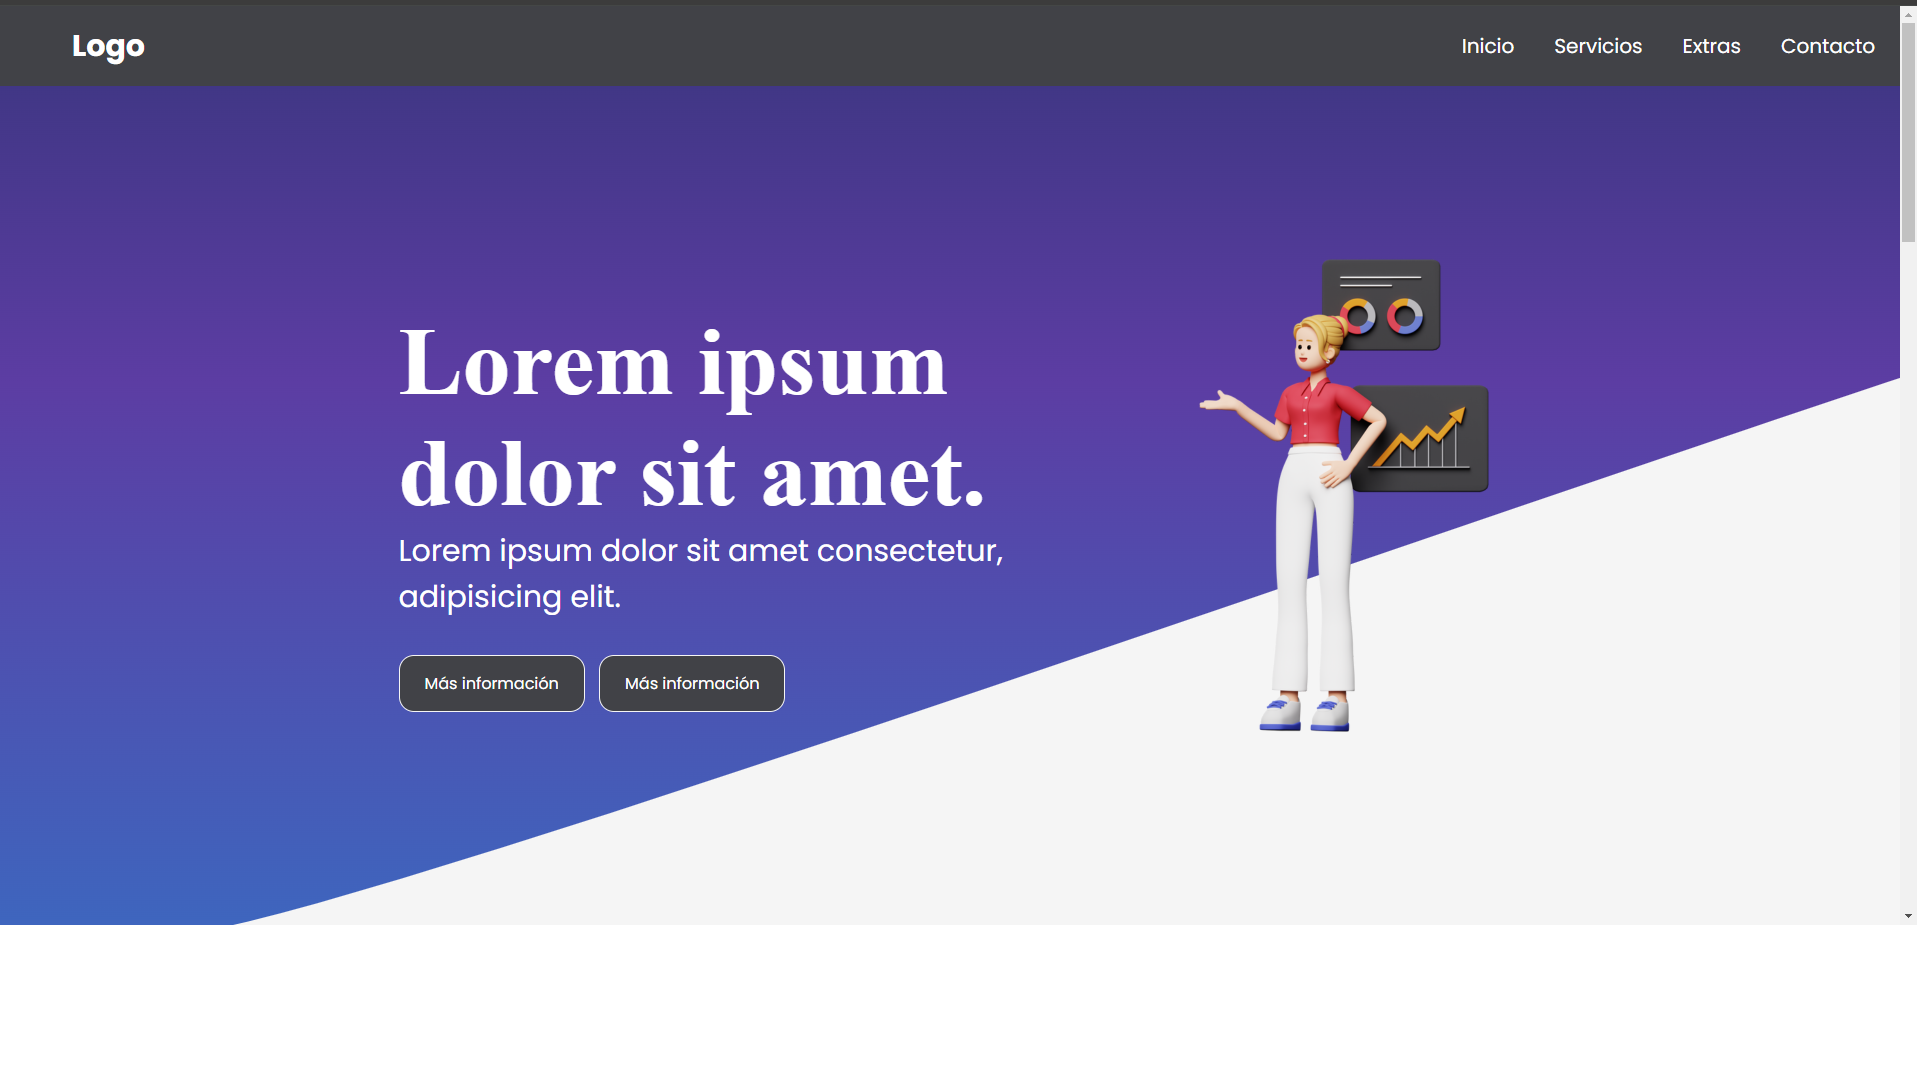 Logo
Inicio Servicios Extras Contacto
Lorem ipsum
dolor sit amet.
Lorem ipsum dolor sit amet consectetur,
adipisicing elit.
Más información Más información